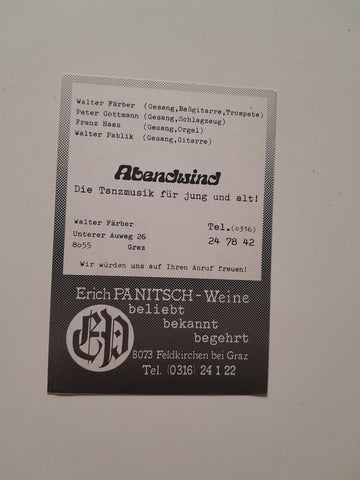 Walter Färber (Gesang,Baßgitarre,Trompete)
Peter Gottmann (Gesang,Schlagzeug)
Franz Haas (Gesang,Orgel)
Walter Pablik (Gesang,Gitarre)
Abendwind
Die Tanzmusik für jung und alt!
Walter Färber Tel.(0316)
Unterer Auweg 26 24 78 42
8055 Graz
Wir würden uns auf Ihren Anruf freuen!
Erich PANITSCH-Weine
beliebt
bekannt
begehrt
EP
8073 Feldkirchen bei Graz
Tel. (0316) 24 1 22